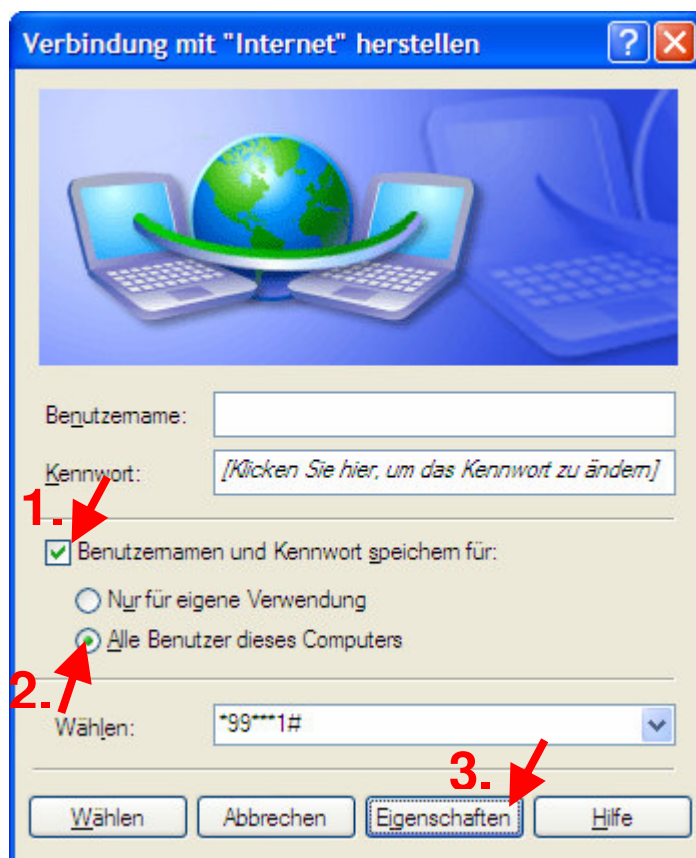 Verbindung mit "Internet" herstellen
Benutzername:
Kennwort: [Klicken Sie hier, um das Kennwort zu ändern]
1.
Benutzernamen und Kennwort speichern für:
Nur für eigene Verwendung
Alle Benutzer dieses Computers
2.
Wählen: *99***1#
3.
Wählen Abbrechen Eigenschaften Hilfe